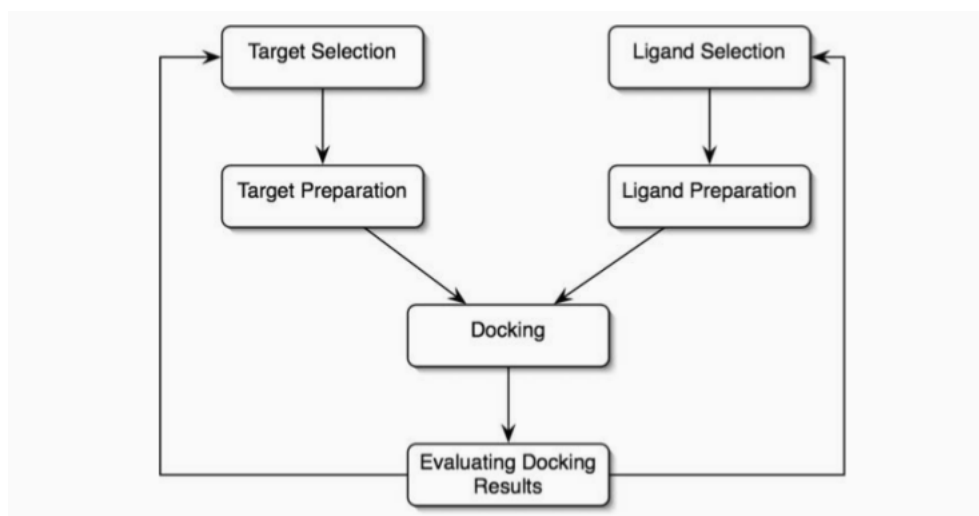 Target Selection
Ligand Selection
Target Preparation
Ligand Preparation
Docking
Evaluating Docking
Results